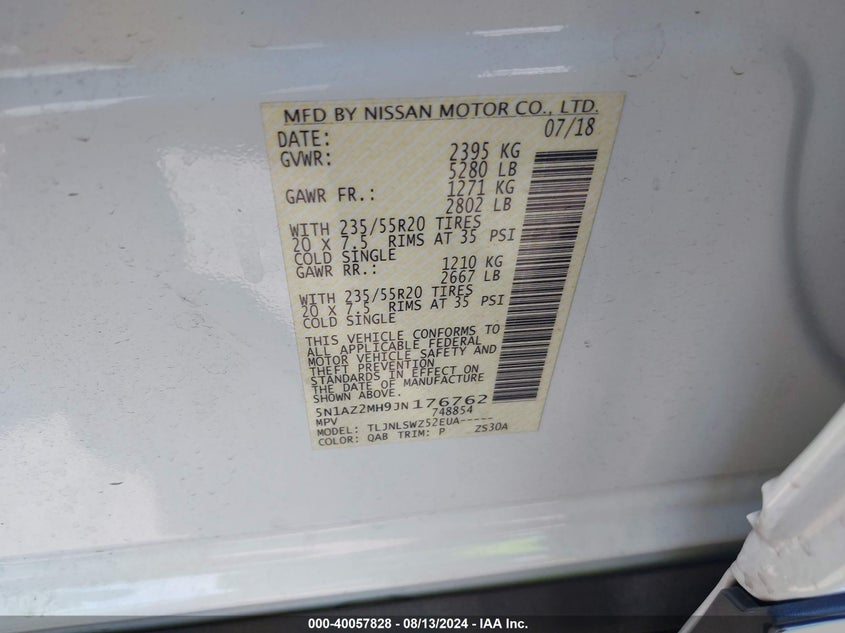 MFD BY NISSAN MOTOR CO., LTD.
DATE: 07/18
GVWR: 2395 KG
5280 LB
GAWR FR.: 1271 KG
2802 LB
WITH 235/55R20 TIRES
20 X 7.5 RIMS AT 35 PSI
COLD SINGLE
GAWR RR.: 1210 KG
2667 LB
WITH 235/55R20 TIRES
20 X 7.5 RIMS AT 35 PSI
COLD SINGLE
THIS VEHICLE CONFORMS TO
ALL APPLICABLE FEDERAL
MOTOR VEHICLE SAFETY AND
THEFT PREVENTION
STANDARDS IN EFFECT ON
THE DATE OF MANUFACTURE
5N1AZ2MH9JN176762
MPV 748854
MODEL: TLJNLSWZ52EUA-----
COLOR: QAB TRIM: P ZS30A
000-40057828 - 08/13/2024 - IAA Inc.